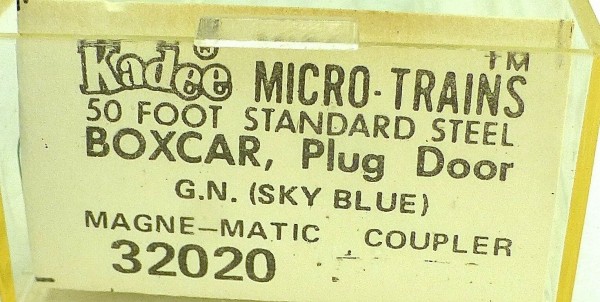 Kadee ® MICRO-TRAINS ™
50 FOOT STANDARD STEEL
BOXCAR, Plug Door
G.N. (SKY BLUE)
MAGNE-MATIC COUPLER
32020